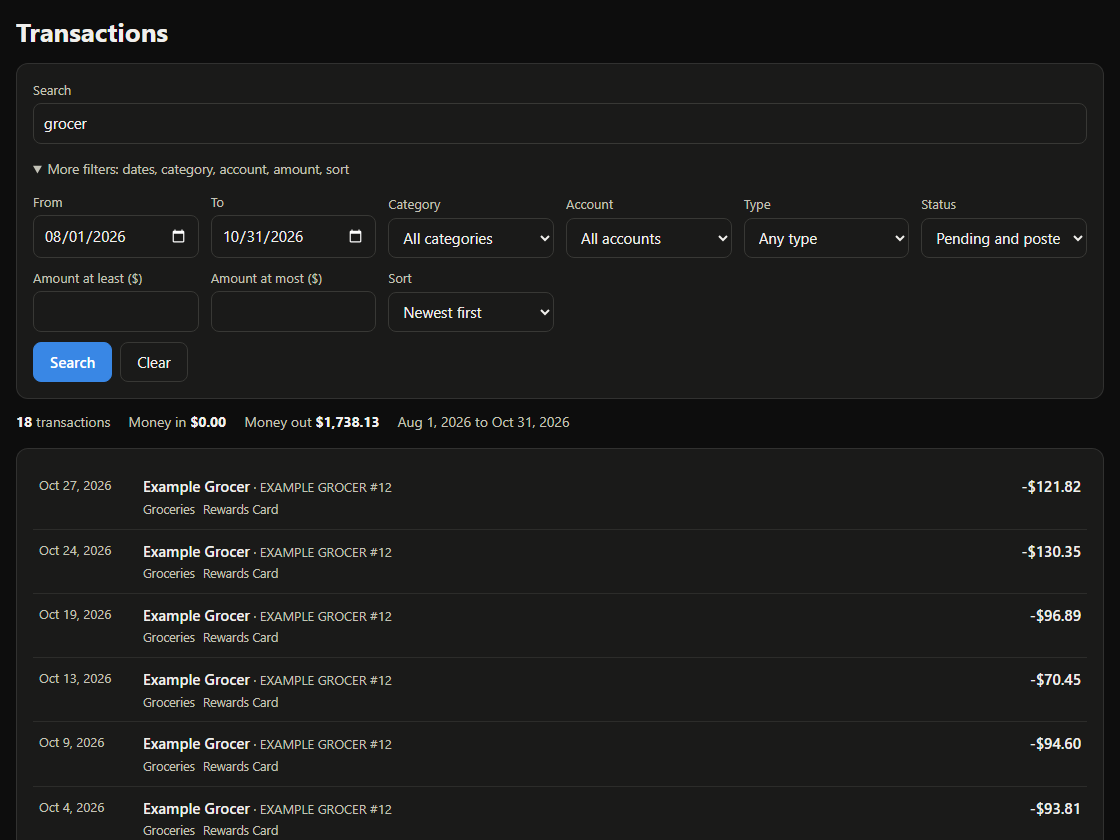 Transactions
Search
grocer
▼ More filters: dates, category, account, amount, sort
From To Category Account Type Status
08/01/2026 10/31/2026 All categories All accounts Any type Pending and poste
Amount at least ($) Amount at most ($) Sort
Newest first
Search Clear
18 transactions Money in $0.00 Money out $1,738.13 Aug 1, 2026 to Oct 31, 2026
Oct 27, 2026 Example Grocer · EXAMPLE GROCER #12 -$121.82
Groceries Rewards Card
Oct 24, 2026 Example Grocer · EXAMPLE GROCER #12 -$130.35
Groceries Rewards Card
Oct 19, 2026 Example Grocer · EXAMPLE GROCER #12 -$96.89
Groceries Rewards Card
Oct 13, 2026 Example Grocer · EXAMPLE GROCER #12 -$70.45
Groceries Rewards Card
Oct 9, 2026 Example Grocer · EXAMPLE GROCER #12 -$94.60
Groceries Rewards Card
Oct 4, 2026 Example Grocer · EXAMPLE GROCER #12 -$93.81
Groceries Rewards Card